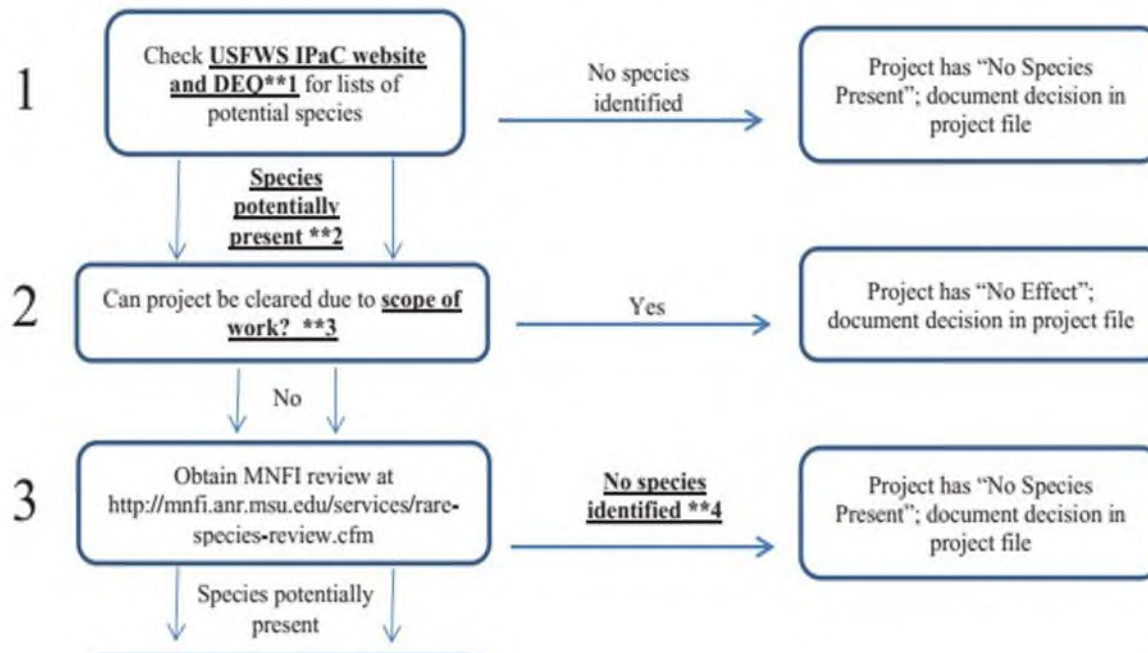 1
Check USFWS IPaC website
and DEQ**1 for lists of
potential species
No species
identified
Project has “No Species
Present”; document decision in
project file
Species
potentially
present **2
2
Can project be cleared due to scope of
work? **3
Yes
Project has “No Effect”;
document decision in project file
No
3
Obtain MNFI review at
http://mnfi.anr.msu.edu/services/rare-
species-review.cfm
No species
identified **4
Project has “No Species
Present”; document decision in
project file
Species potentially
present